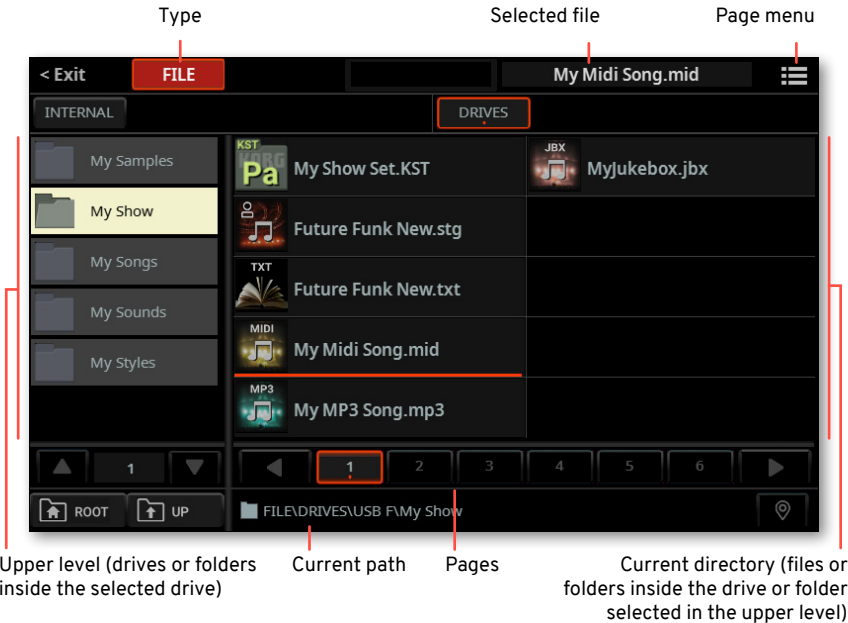 Type
Selected file
Page menu
< Exit
FILE
My Midi Song.mid
INTERNAL
DRIVES
My Samples
My Show
My Songs
My Sounds
My Styles
KST
KORG
Pa
My Show Set.KST
JBX
MyJukebox.jbx
Future Funk New.stg
TXT
Future Funk New.txt
MIDI
My Midi Song.mid
MP3
My MP3 Song.mp3
1
1
2
3
4
5
6
ROOT
UP
FILE\DRIVES\USB F\My Show
Upper level (drives or folders
inside the selected drive)
Current path
Pages
Current directory (files or
folders inside the drive or folder
selected in the upper level)